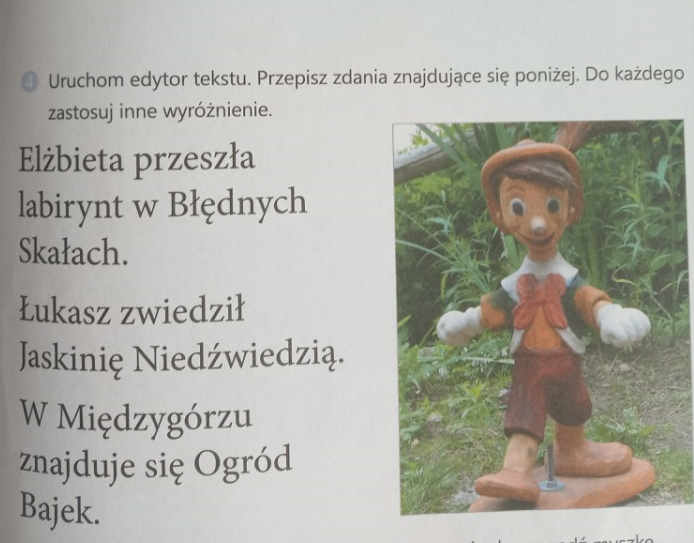 4 Uruchom edytor tekstu. Przepisz zdania znajdujące się poniżej. Do każdego
zastosuj inne wyróżnienie.
Elżbieta przeszła
labirynt w Błędnych
Skałach.
Łukasz zwiedził
Jaskinię Niedźwiedzią.
W Międzygórzu
znajduje się Ogród
Bajek.